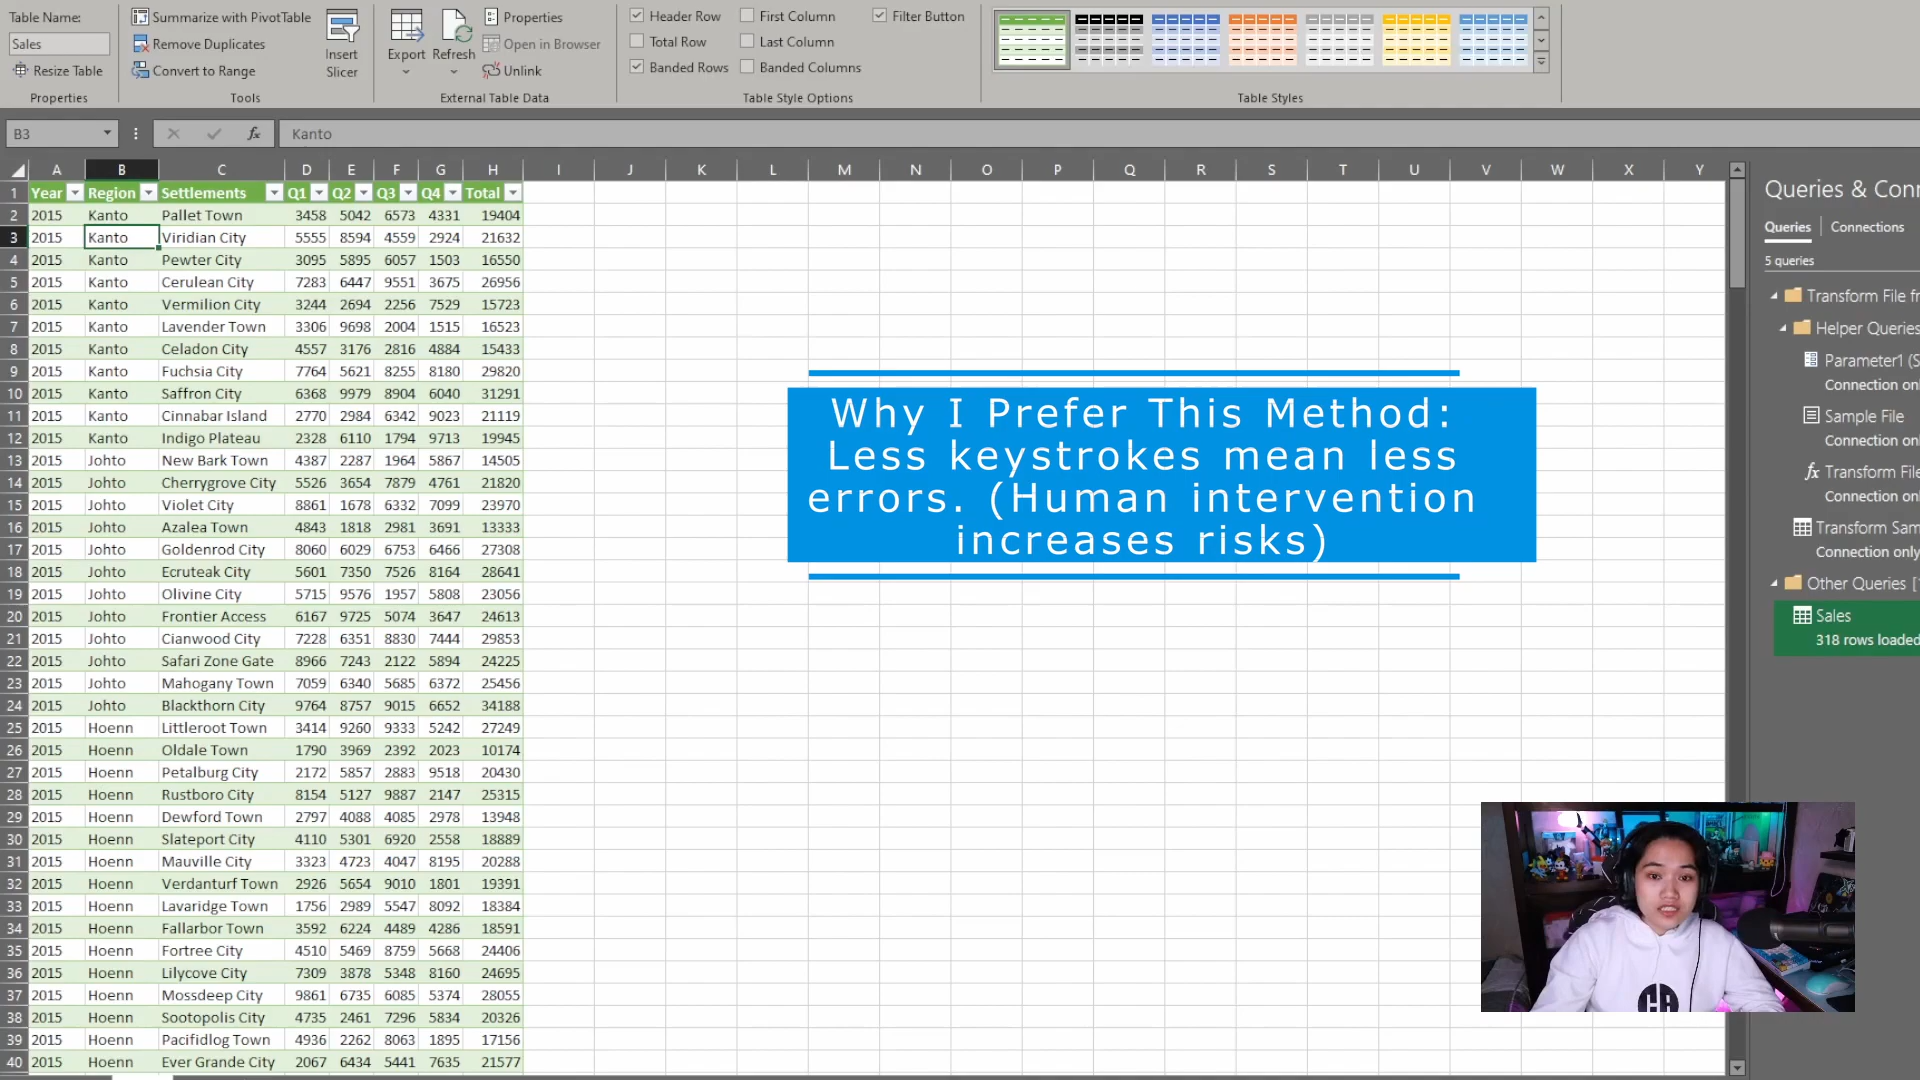 Table Name:
Sales
Resize Table
Properties
Summarize with PivotTable
Remove Duplicates
Convert to Range
Tools
Insert
Slicer
Export
Refresh
Properties
Open in Browser
Unlink
External Table Data
Header Row
First Column
Filter Button
Total Row
Last Column
Banded Rows
Banded Columns
Table Style Options
Table Styles
B3
fx
Kanto
A B C D E F G H I J K L M N O P Q R S T U V W X Y
1 Year Region Settlements Q1 Q2 Q3 Q4 Total
2 2015 Kanto Pallet Town 3458 5042 6573 4331 19404
3 2015 Kanto Viridian City 5555 8594 4559 2924 21632
4 2015 Kanto Pewter City 3095 5895 6057 1503 16550
5 2015 Kanto Cerulean City 7283 6447 9551 3675 26956
6 2015 Kanto Vermilion City 3244 2694 2256 7529 15723
7 2015 Kanto Lavender Town 3306 9698 2004 1515 16523
8 2015 Kanto Celadon City 4557 3176 2816 4884 15433
9 2015 Kanto Fuchsia City 7764 5621 8255 8180 29820
10 2015 Kanto Saffron City 6368 9979 8904 6040 31291
11 2015 Kanto Cinnabar Island 2770 2984 6342 9023 21119
12 2015 Kanto Indigo Plateau 2328 6110 1794 9713 19945
13 2015 Johto New Bark Town 4387 2287 1964 5867 14505
14 2015 Johto Cherrygrove City 5526 3654 7879 4761 21820
15 2015 Johto Violet City 8861 1678 6332 7099 23970
16 2015 Johto Azalea Town 4843 1818 2981 3691 13333
17 2015 Johto Goldenrod City 8060 6029 6753 6466 27308
18 2015 Johto Ecruteak City 5601 7350 7526 8164 28641
19 2015 Johto Olivine City 5715 9576 1957 5808 23056
20 2015 Johto Frontier Access 6167 9725 5074 3647 24613
21 2015 Johto Cianwood City 7228 6351 8830 7444 29853
22 2015 Johto Safari Zone Gate 8966 7243 2122 5894 24225
23 2015 Johto Mahogany Town 7059 6340 5685 6372 25456
24 2015 Johto Blackthorn City 9764 8757 9015 6652 34188
25 2015 Hoenn Littleroot Town 3414 9260 9333 5242 27249
26 2015 Hoenn Oldale Town 1790 3969 2392 2023 10174
27 2015 Hoenn Petalburg City 2172 5857 2883 9518 20430
28 2015 Hoenn Rustboro City 8154 5127 9887 2147 25315
29 2015 Hoenn Dewford Town 2797 4088 4085 2978 13948
30 2015 Hoenn Slateport City 4110 5301 6920 2558 18889
31 2015 Hoenn Mauville City 3323 4723 4047 8195 20288
32 2015 Hoenn Verdanturf Town 2926 5654 9010 1801 19391
33 2015 Hoenn Lavaridge Town 1756 2989 5547 8092 18384
34 2015 Hoenn Fallarbor Town 3592 6224 4489 4286 18591
35 2015 Hoenn Fortree City 4510 5469 8759 5668 24406
36 2015 Hoenn Lilycove City 7309 3878 5348 8160 24695
37 2015 Hoenn Mossdeep City 9861 6735 6085 5374 28055
38 2015 Hoenn Sootopolis City 4735 2461 7296 5834 20326
39 2015 Hoenn Pacifidlog Town 4936 2262 8063 1895 17156
40 2015 Hoenn Ever Grande City 2067 6434 5441 7635 21577
Why I Prefer This Method:
Less keystrokes mean less
errors. (Human intervention
increases risks)
Queries & Con
Queries
Connections
5 queries
Transform File fr
Helper Queries
Parameter1 (S
Connection onl
Sample File
Connection onl
fx Transform File
Connection onl
Transform Sam
Connection only
Other Queries [
Sales
318 rows loaded